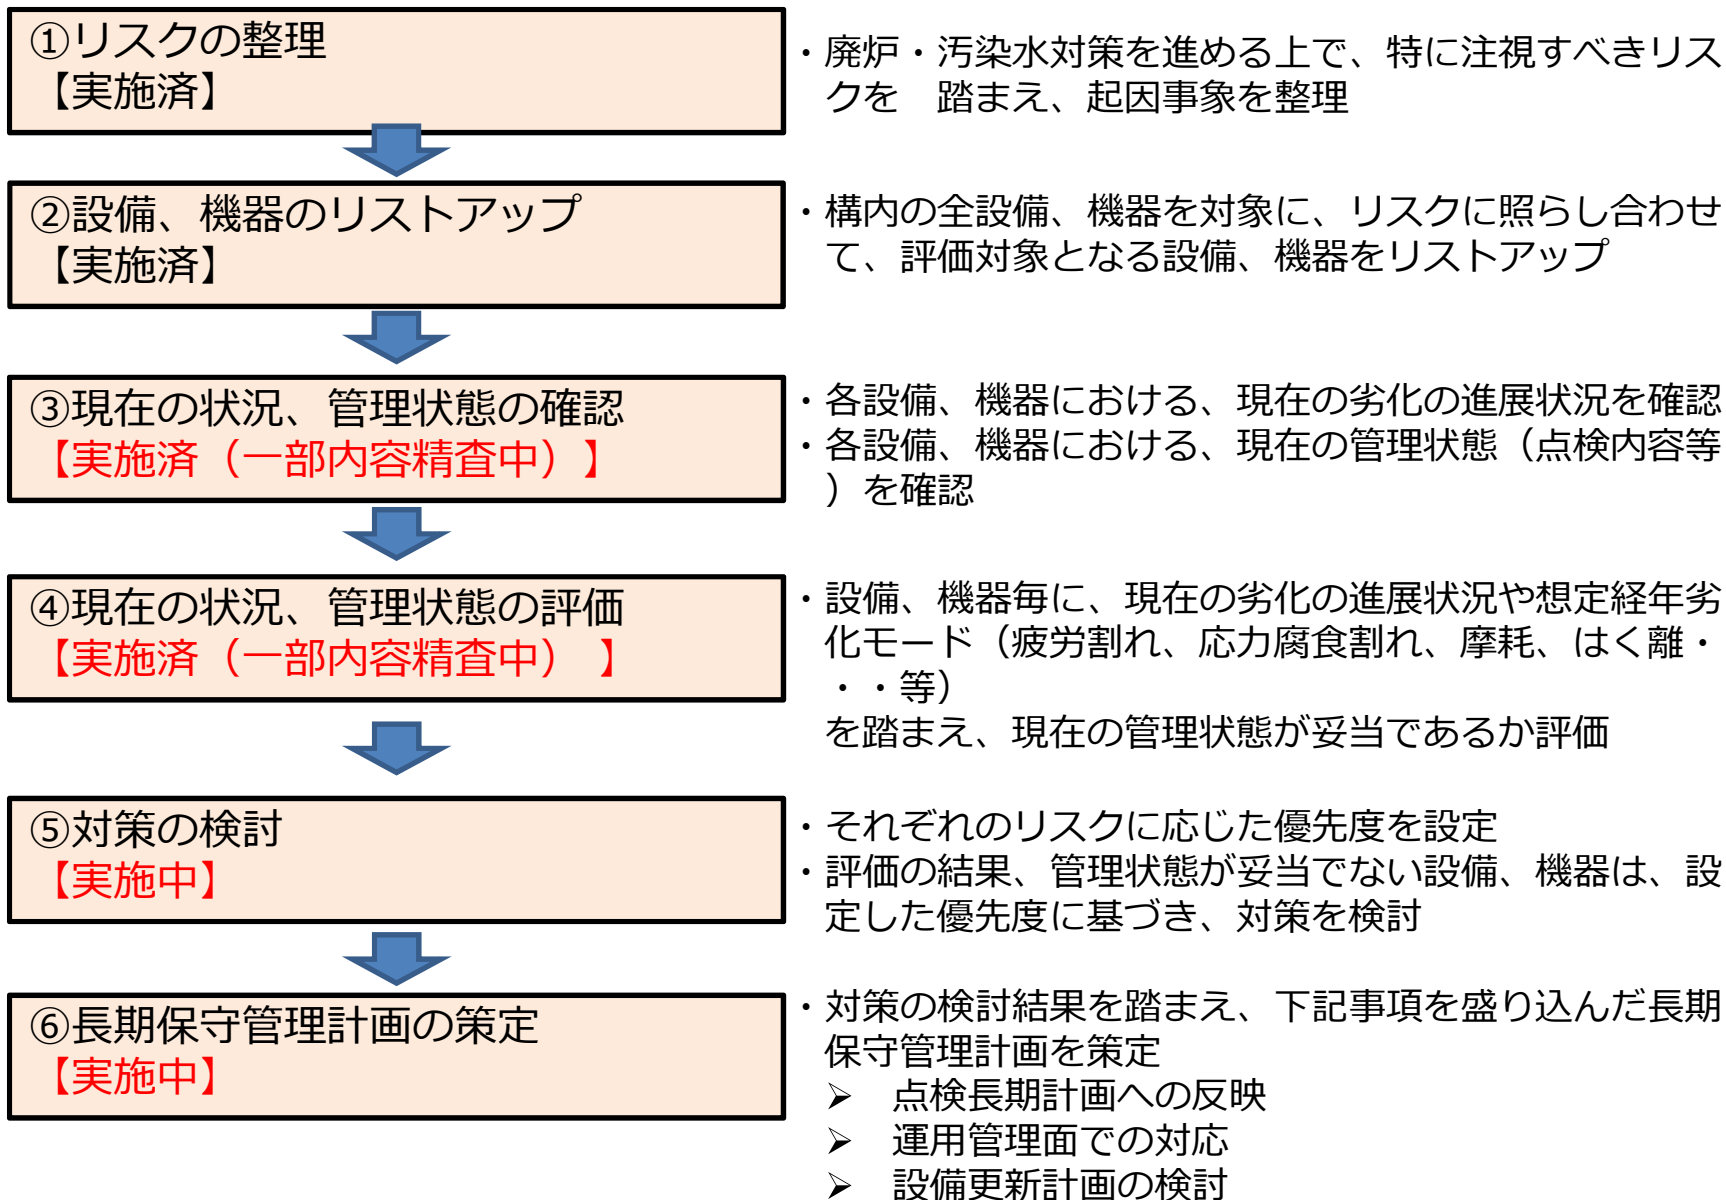 ①リスクの整理
【実施済】
・廃炉・汚染水対策を進める上で、特に注視すべきリス
クを　踏まえ、起因事象を整理
②設備、機器のリストアップ
【実施済】
・構内の全設備、機器を対象に、リスクに照らし合わせ
て、評価対象となる設備、機器をリストアップ
③現在の状況、管理状態の確認
【実施済（一部内容精査中）】
・各設備、機器における、現在の劣化の進展状況を確認
・各設備、機器における、現在の管理状態（点検内容等
）を確認
④現在の状況、管理状態の評価
【実施済（一部内容精査中） 】
・設備、機器毎に、現在の劣化の進展状況や想定経年劣
化モード（疲労割れ、応力腐食割れ、摩耗、はく離・
・・等）
を踏まえ、現在の管理状態が妥当であるか評価
⑤対策の検討
【実施中】
・それぞれのリスクに応じた優先度を設定
・評価の結果、管理状態が妥当でない設備、機器は、設
定した優先度に基づき、対策を検討
⑥長期保守管理計画の策定
【実施中】
・対策の検討結果を踏まえ、下記事項を盛り込んだ長期
保守管理計画を策定
➢ 点検長期計画への反映
➢ 運用管理面での対応
➢ 設備更新計画の検討